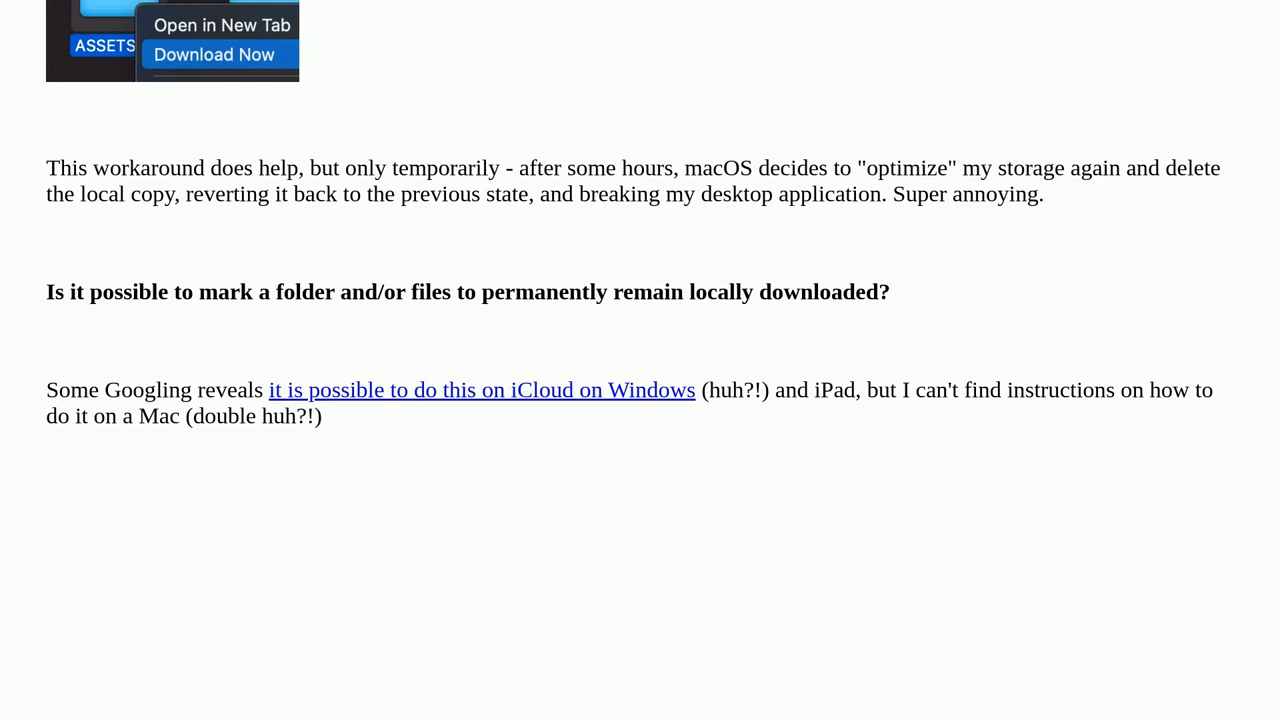 Open in New Tab
ASSETS
Download Now
This workaround does help, but only temporarily - after some hours, macOS decides to "optimize" my storage again and delete
the local copy, reverting it back to the previous state, and breaking my desktop application. Super annoying.
Is it possible to mark a folder and/or files to permanently remain locally downloaded?
Some Googling reveals it is possible to do this on iCloud on Windows (huh?!) and iPad, but I can't find instructions on how to
do it on a Mac (double huh?!)